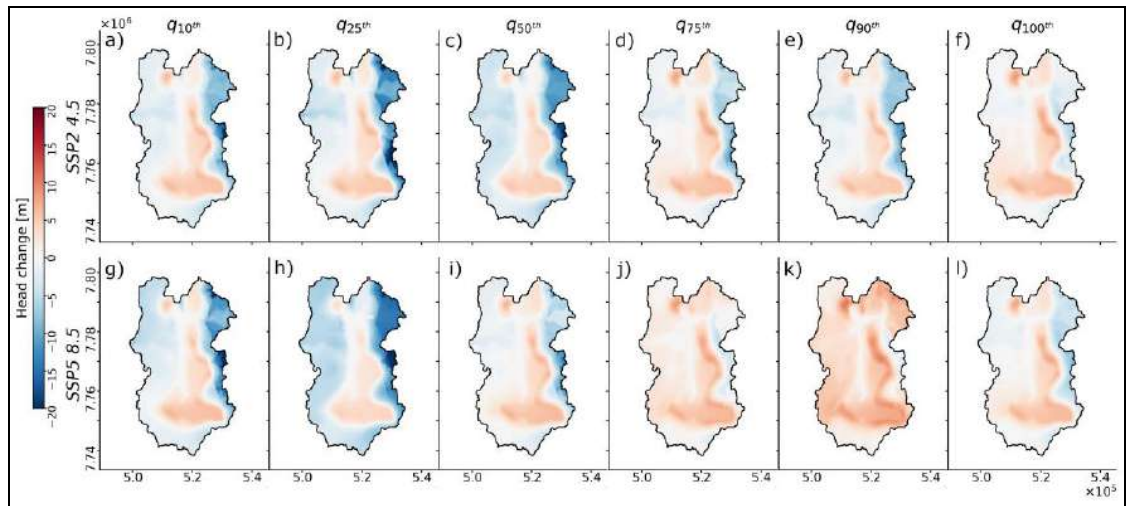 ×10⁶ q10th q25th q50th q75th q90th q100th
a) b) c) d) e) f)
7.80
7.78
7.76
7.74
SSP2 4.5
g) h) i) j) k) l)
7.80
7.78
7.76
7.74
SSP5 8.5
Head change [m]
20
15
10
5
0
−5
−10
−15
−20
5.0 5.2 5.4 5.0 5.2 5.4 5.0 5.2 5.4 5.0 5.2 5.4 5.0 5.2 5.4 5.0 5.2 5.4
×10⁵